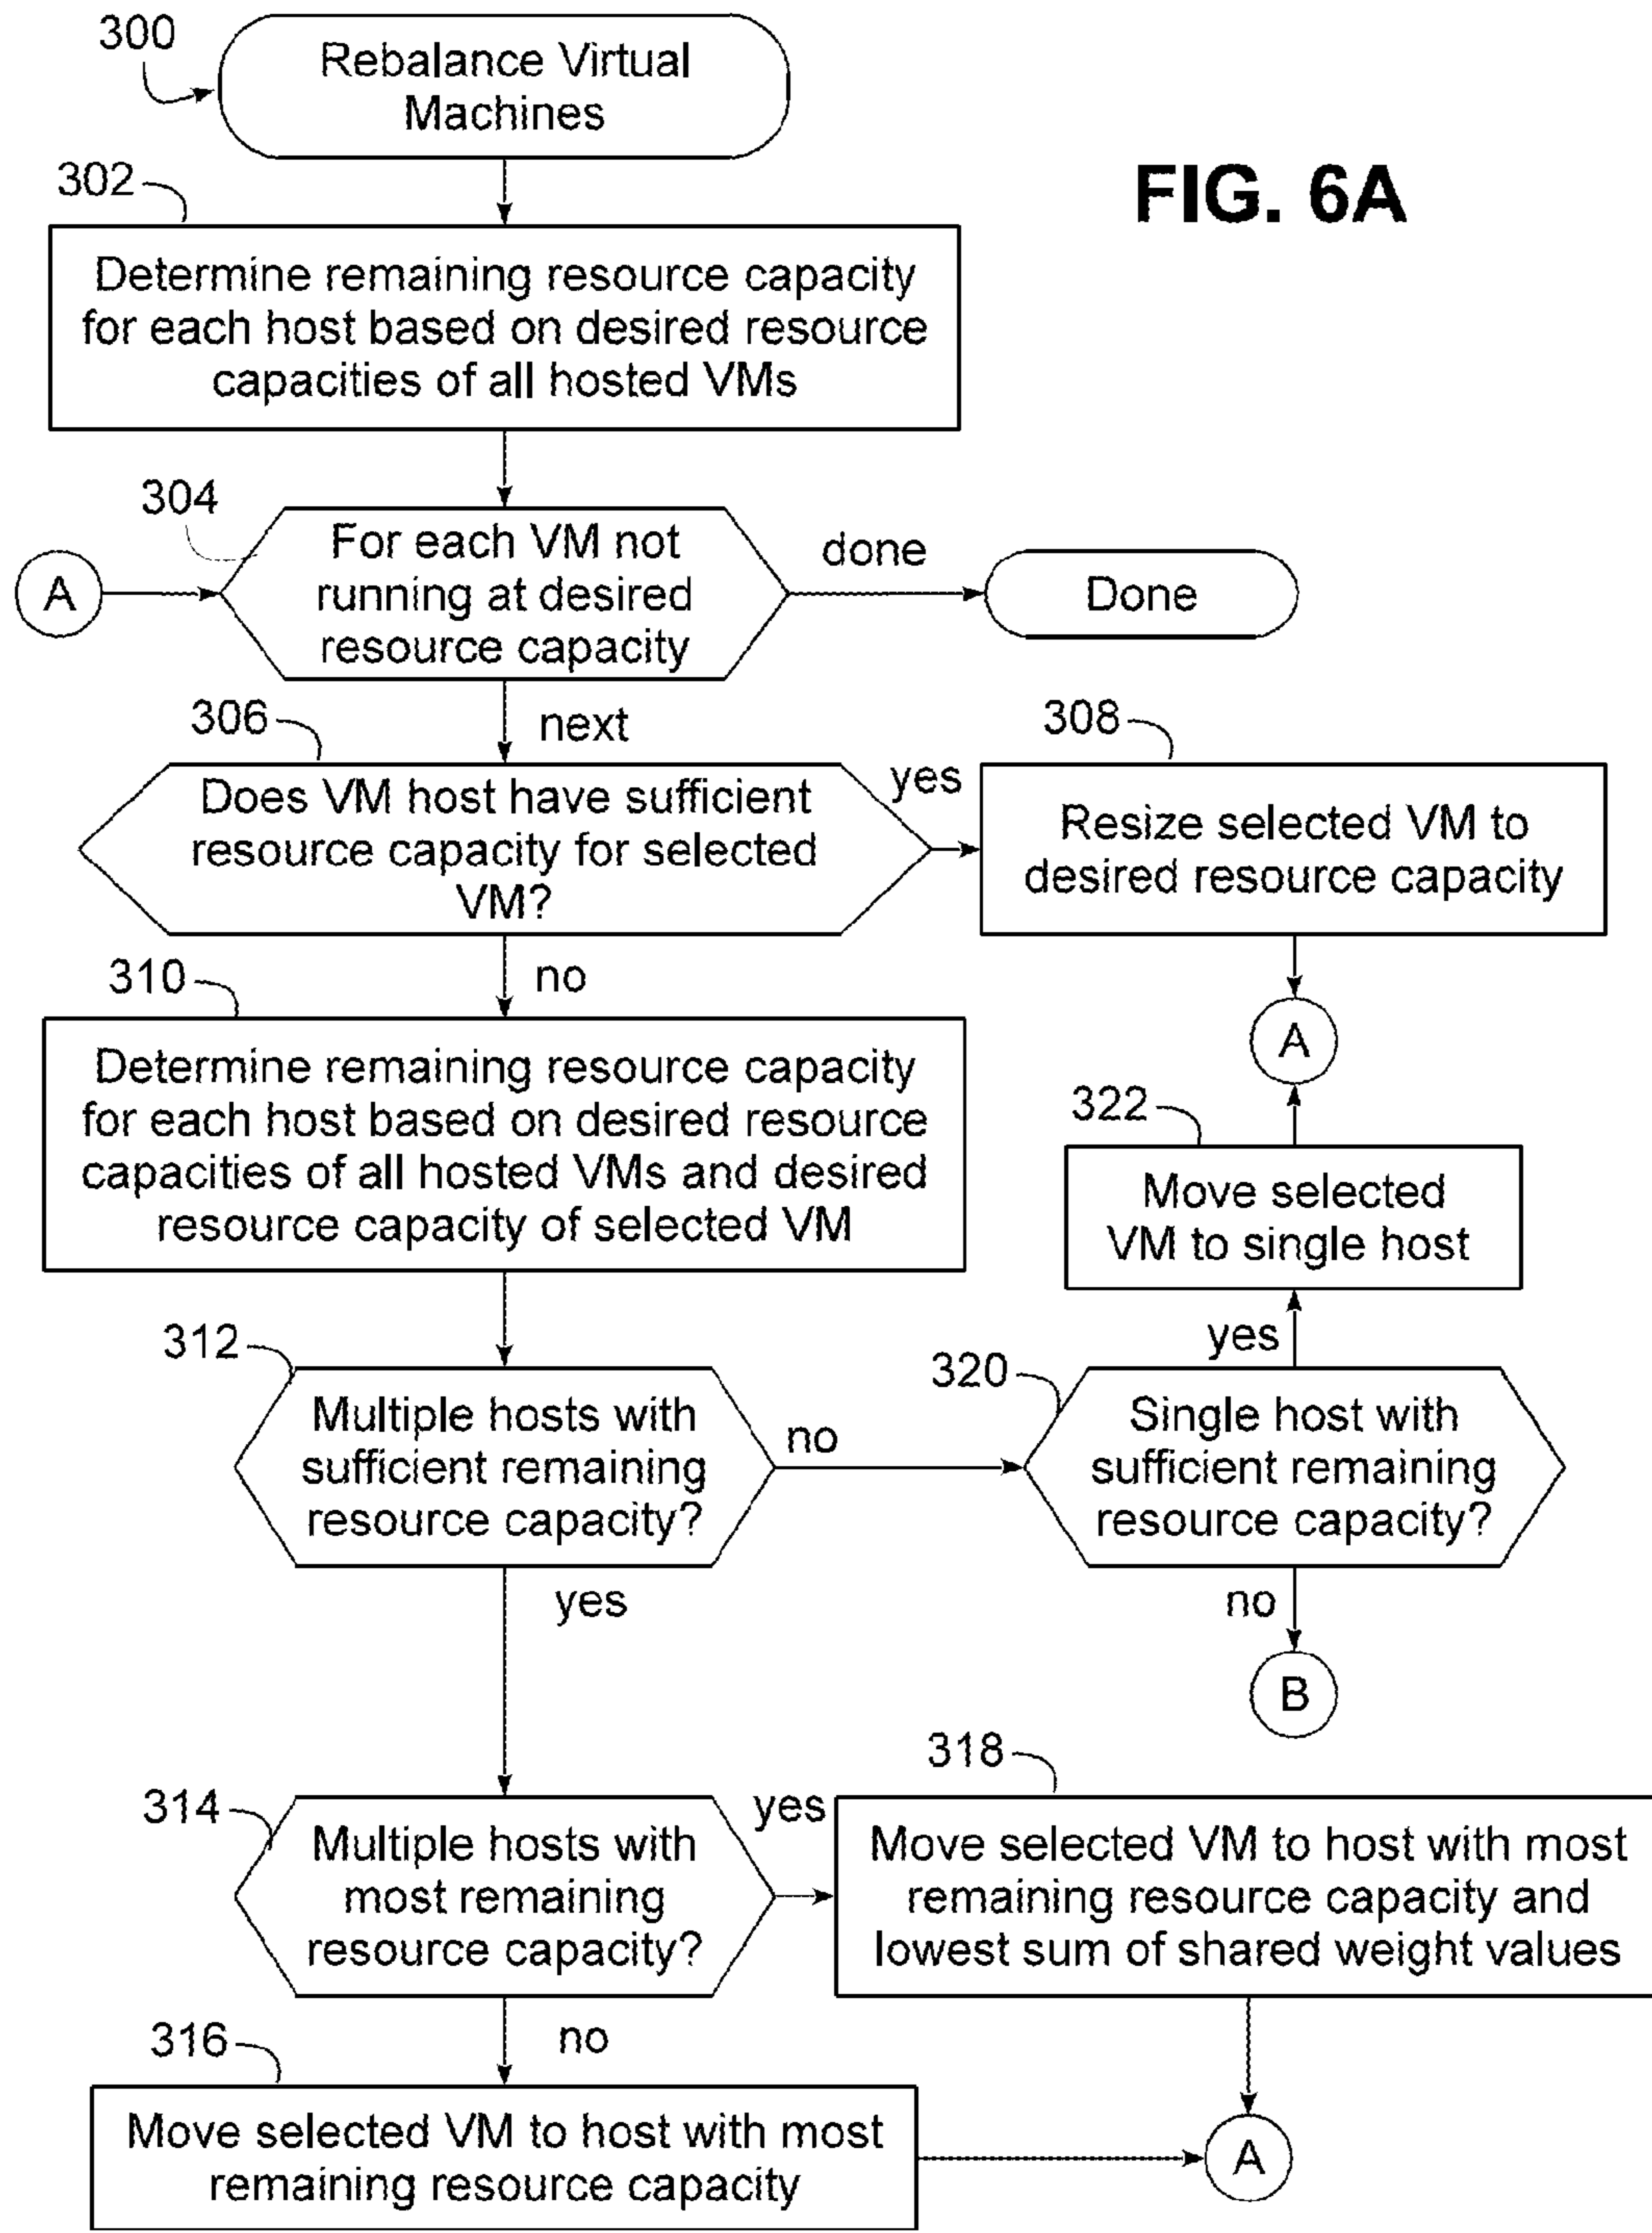 300
Rebalance Virtual
Machines
FIG. 6A
302
Determine remaining resource capacity
for each host based on desired resource
capacities of all hosted VMs
304
A
For each VM not
running at desired
resource capacity
done
Done
next
306
Does VM host have sufficient
resource capacity for selected
VM?
yes
308
Resize selected VM to
desired resource capacity
A
no
310
Determine remaining resource capacity
for each host based on desired resource
capacities of all hosted VMs and desired
resource capacity of selected VM
322
Move selected
VM to single host
yes
312
Multiple hosts with
sufficient remaining
resource capacity?
no
320
Single host with
sufficient remaining
resource capacity?
no
B
yes
314
Multiple hosts with
most remaining
resource capacity?
yes
318
Move selected VM to host with most
remaining resource capacity and
lowest sum of shared weight values
no
316
Move selected VM to host with most
remaining resource capacity
A